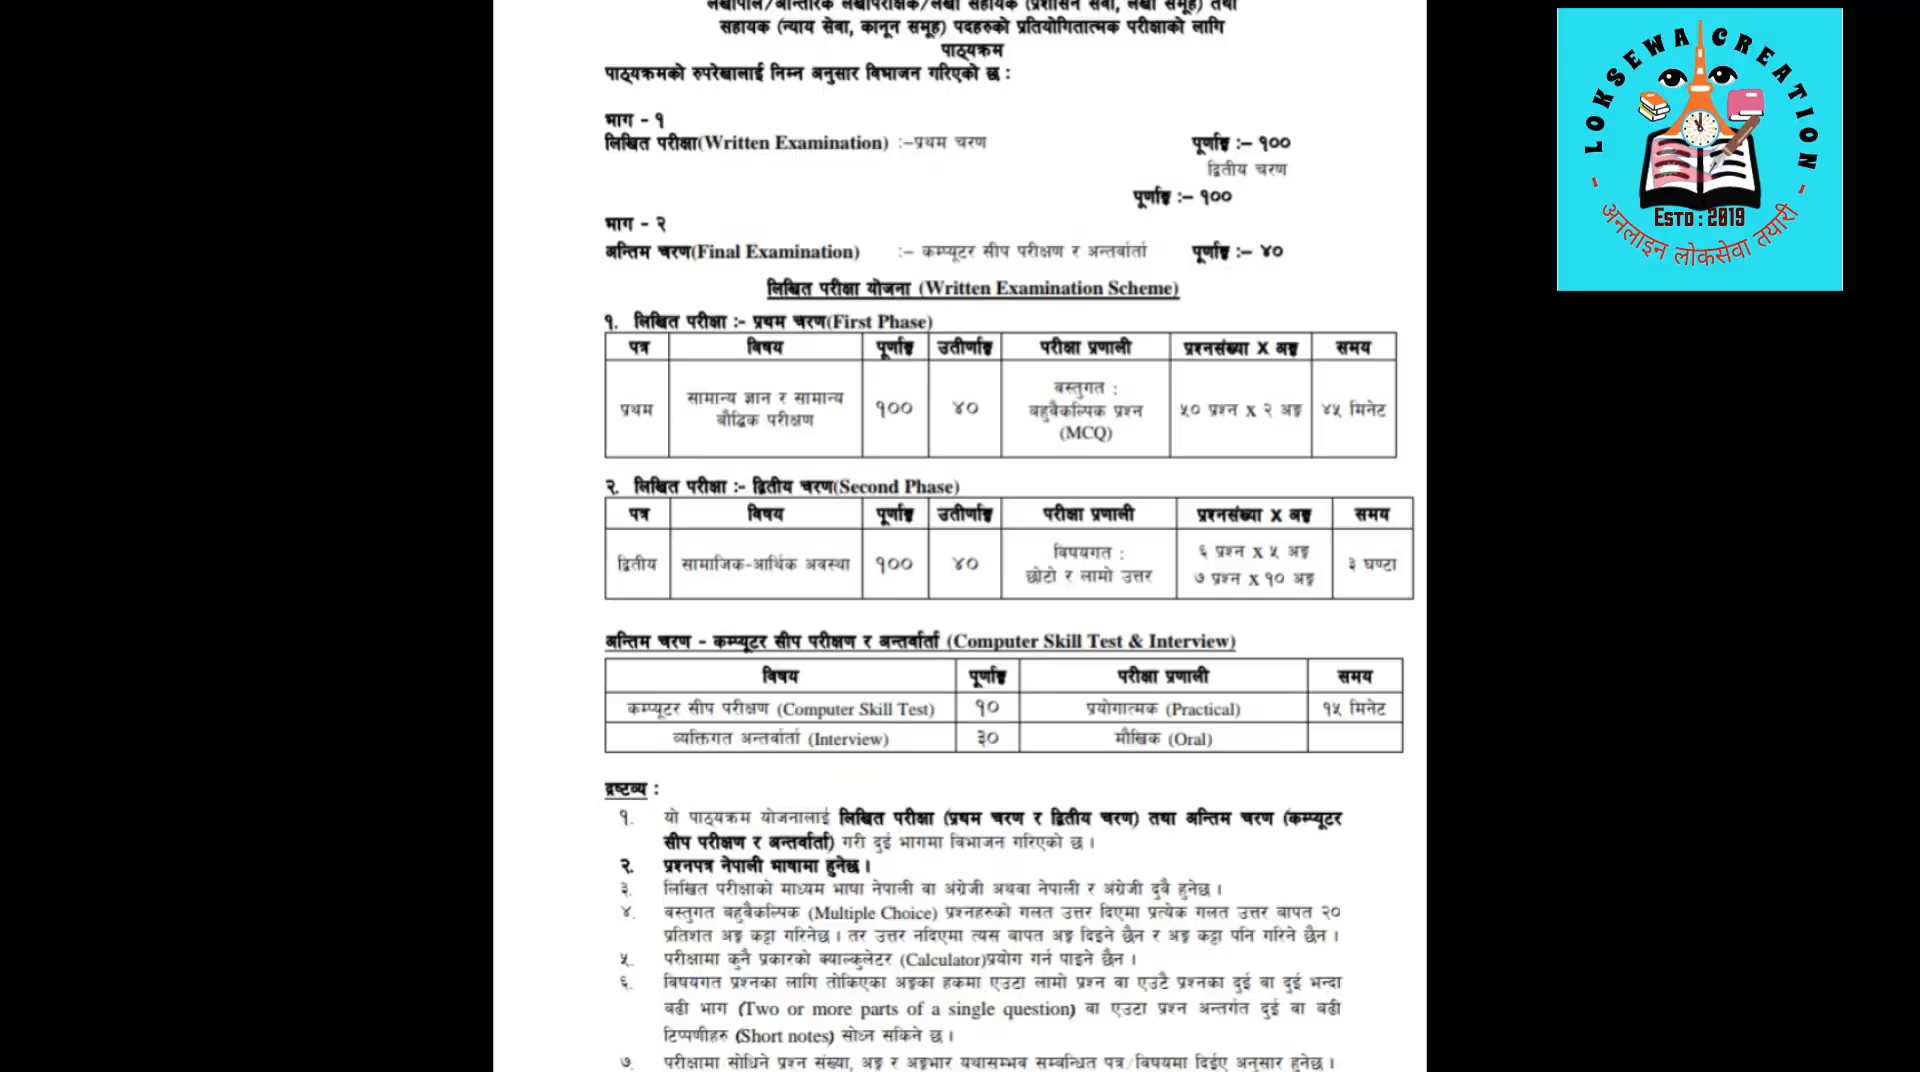 लेखापाल/आन्तरिक लेखापरीक्षक/लेखा सहायक (प्रशासन सेवा, लेखा समूह) तथा
सहायक (न्याय सेवा, कानून समूह) पदहरुको प्रतियोगितात्मक परीक्षाको लागि
पाठ्यक्रम
पाठ्यक्रमको रुपरेखालाई निम्न अनुसार विभाजन गरिएको छ :
भाग - १
लिखित परीक्षा(Written Examination) :–प्रथम चरण पूर्णाङ्क :– १००
द्वितीय चरण
पूर्णाङ्क :– १००
भाग - २
अन्तिम चरण(Final Examination) :– कम्प्यूटर सीप परीक्षण र अन्तर्वार्ता पूर्णाङ्क :– ४०
लिखित परीक्षा योजना (Written Examination Scheme)
१. लिखित परीक्षा :- प्रथम चरण(First Phase)
पत्र विषय पूर्णाङ्क उतीर्णाङ्क परीक्षा प्रणाली प्रश्नसंख्या X अङ्क समय
प्रथम सामान्य ज्ञान र सामान्य बौद्धिक परीक्षण १०० ४० वस्तुगत : बहुवैकल्पिक प्रश्न (MCQ) ५० प्रश्न x २ अङ्क ४५ मिनेट
२. लिखित परीक्षा :- द्वितीय चरण(Second Phase)
पत्र विषय पूर्णाङ्क उतीर्णाङ्क परीक्षा प्रणाली प्रश्नसंख्या X अङ्क समय
द्वितीय सामाजिक-आर्थिक अवस्था १०० ४० विषयगत : छोटो र लामो उत्तर ६ प्रश्न x ५ अङ्क ७ प्रश्न x १० अङ्क ३ घण्टा
अन्तिम चरण - कम्प्यूटर सीप परीक्षण र अन्तर्वार्ता (Computer Skill Test & Interview)
विषय पूर्णाङ्क परीक्षा प्रणाली समय
कम्प्यूटर सीप परीक्षण (Computer Skill Test) १० प्रयोगात्मक (Practical) १५ मिनेट
व्यक्तिगत अन्तर्वार्ता (Interview) ३० मौखिक (Oral)
द्रष्टव्य :
१. यो पाठ्यक्रम योजनालाई लिखित परीक्षा (प्रथम चरण र द्वितीय चरण) तथा अन्तिम चरण (कम्प्यूटर
सीप परीक्षण र अन्तर्वार्ता) गरी दुई भागमा विभाजन गरिएको छ ।
२. प्रश्नपत्र नेपाली भाषामा हुनेछ ।
३. लिखित परीक्षाको माध्यम भाषा नेपाली वा अंग्रेजी अथवा नेपाली र अंग्रेजी दुवै हुनेछ ।
४. वस्तुगत बहुवैकल्पिक (Multiple Choice) प्रश्नहरुको गलत उत्तर दिएमा प्रत्येक गलत उत्तर बापत २०
प्रतिशत अङ्क कट्टा गरिनेछ । तर उत्तर नदिएमा त्यस बापत अङ्क दिइने छैन र अङ्क कट्टा पनि गरिने छैन ।
५. परीक्षामा कुनै प्रकारको क्याल्कुलेटर (Calculator)प्रयोग गर्न पाइने छैन ।
६. विषयगत प्रश्नका लागि तोकिएका अङ्कका हकमा एउटा लामो प्रश्न वा एउटै प्रश्नका दुई वा दुई भन्दा
बढी भाग (Two or more parts of a single question) वा एउटा प्रश्न अन्तर्गत दुई वा बढी
टिप्पणीहरु (Short notes) सोध्न सकिने छ ।
७. परीक्षामा सोधिने प्रश्न संख्या, अङ्क र अङ्कभार यथासम्भव सम्बन्धित पत्र/विषयमा दिईए अनुसार हुनेछ ।
LOKSEWA CREATION
ESTD : 2019
- अनलाइन लोकसेवा तयारी -